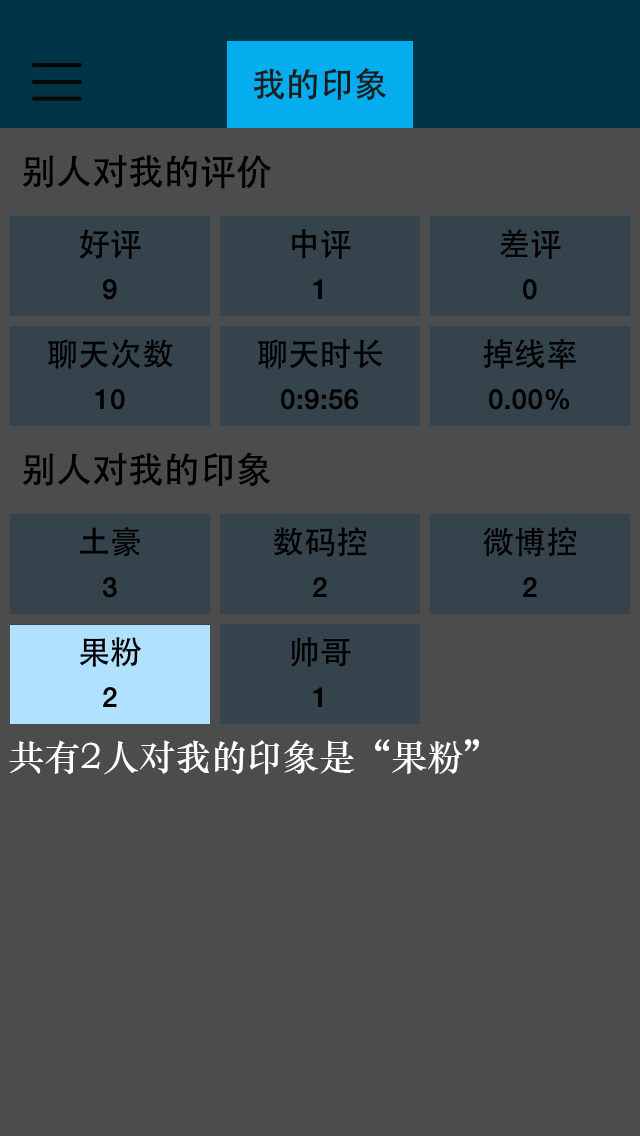 我的印象
别人对我的评价
好评 中评 差评
9 1 0
聊天次数 聊天时长 掉线率
10 0:9:56 0.00%
别人对我的印象
土豪 数码控 微博控
3 2 2
果粉 帅哥
2 1
共有2人对我的印象是“果粉”